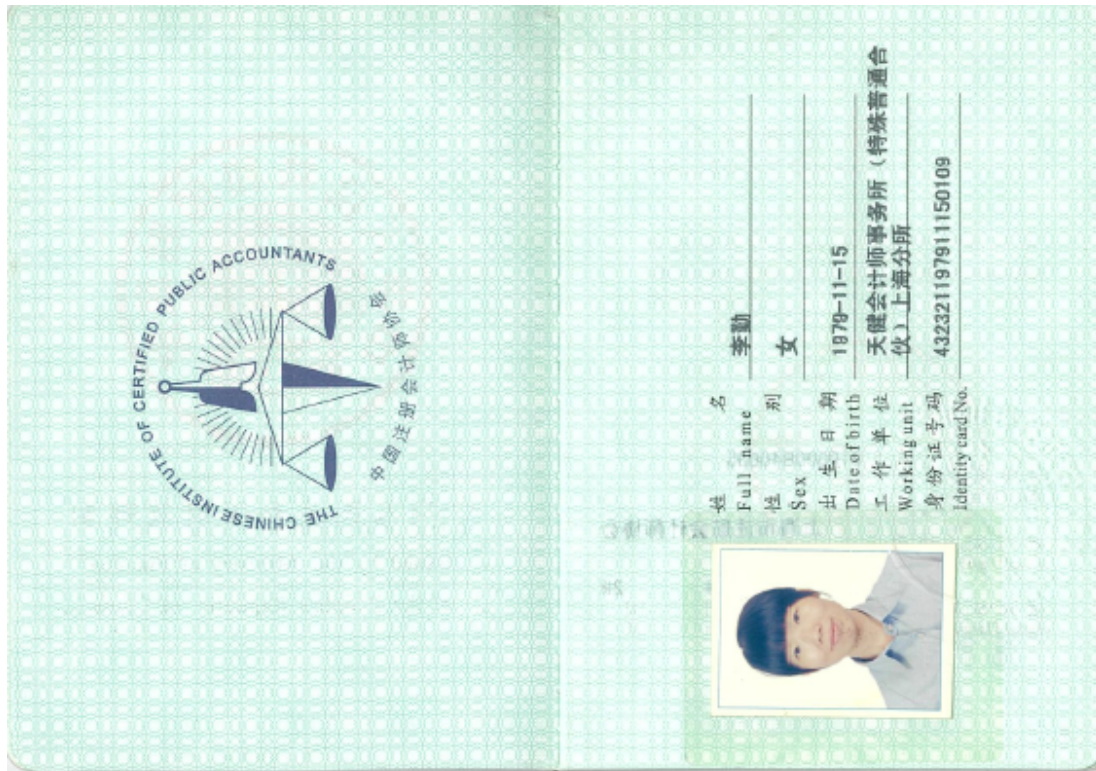 THE CHINESE INSTITUTE OF CERTIFIED PUBLIC ACCOUNTANTS
中国注册会计师协会
姓 名 李勤
Full name
性 别 女
Sex
出 生 日 期 1979-11-15
Date of birth
工 作 单 位 天健会计师事务所（特殊普通合
Working unit 伙）上海分所
身份证号码 432321197911150109
Identity card No.